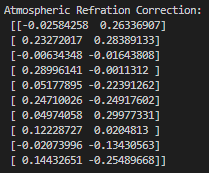 Atmospheric Refration Correction:
[[-0.02584258  0.26336907]
[ 0.23272017  0.28389133]
[-0.00634348 -0.01643808]
[ 0.28996141 -0.0011312 ]
[ 0.05177895 -0.22391262]
[ 0.24710026 -0.24917602]
[ 0.04974058  0.29977331]
[ 0.12228727  0.0204813 ]
[-0.02073996 -0.13430563]
[ 0.14432651 -0.25489668]]